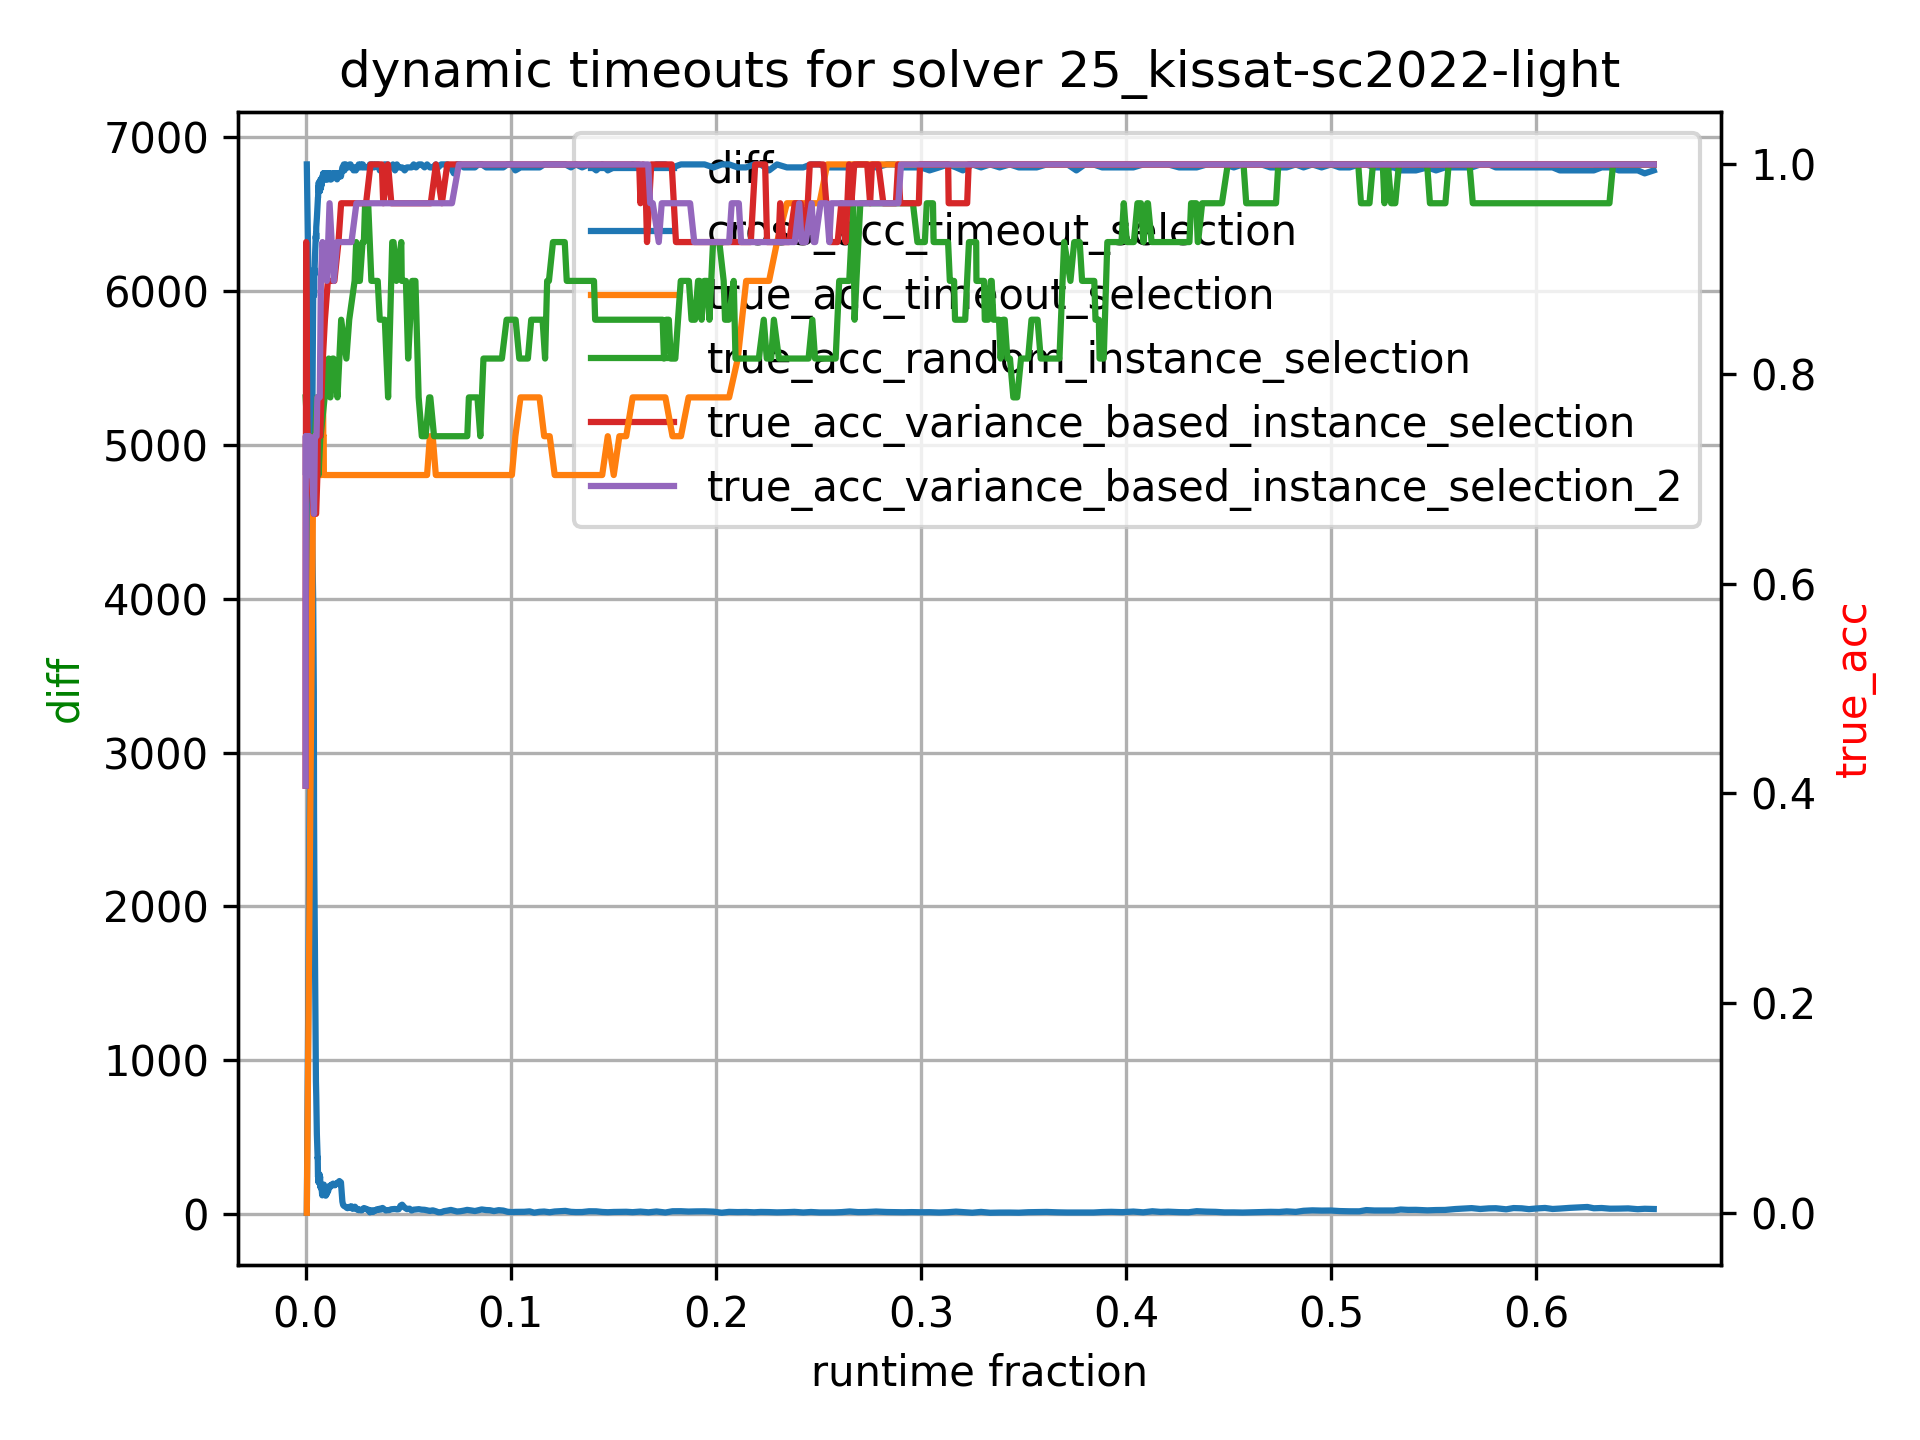 dynamic timeouts for solver 25_kissat-sc2022-light
7000
6000
5000
4000
3000
2000
1000
0
diff
1.0
0.8
0.6
0.4
0.2
0.0
true_acc
diff
cross_acc_timeout_selection
true_acc_timeout_selection
true_acc_random_instance_selection
true_acc_variance_based_instance_selection
true_acc_variance_based_instance_selection_2
0.0 0.1 0.2 0.3 0.4 0.5 0.6
runtime fraction